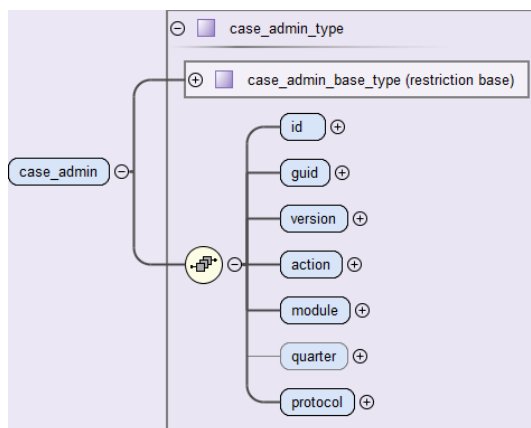 case_admin_type
case_admin_base_type (restriction base)
id
guid
case_admin
version
action
module
quarter
protocol